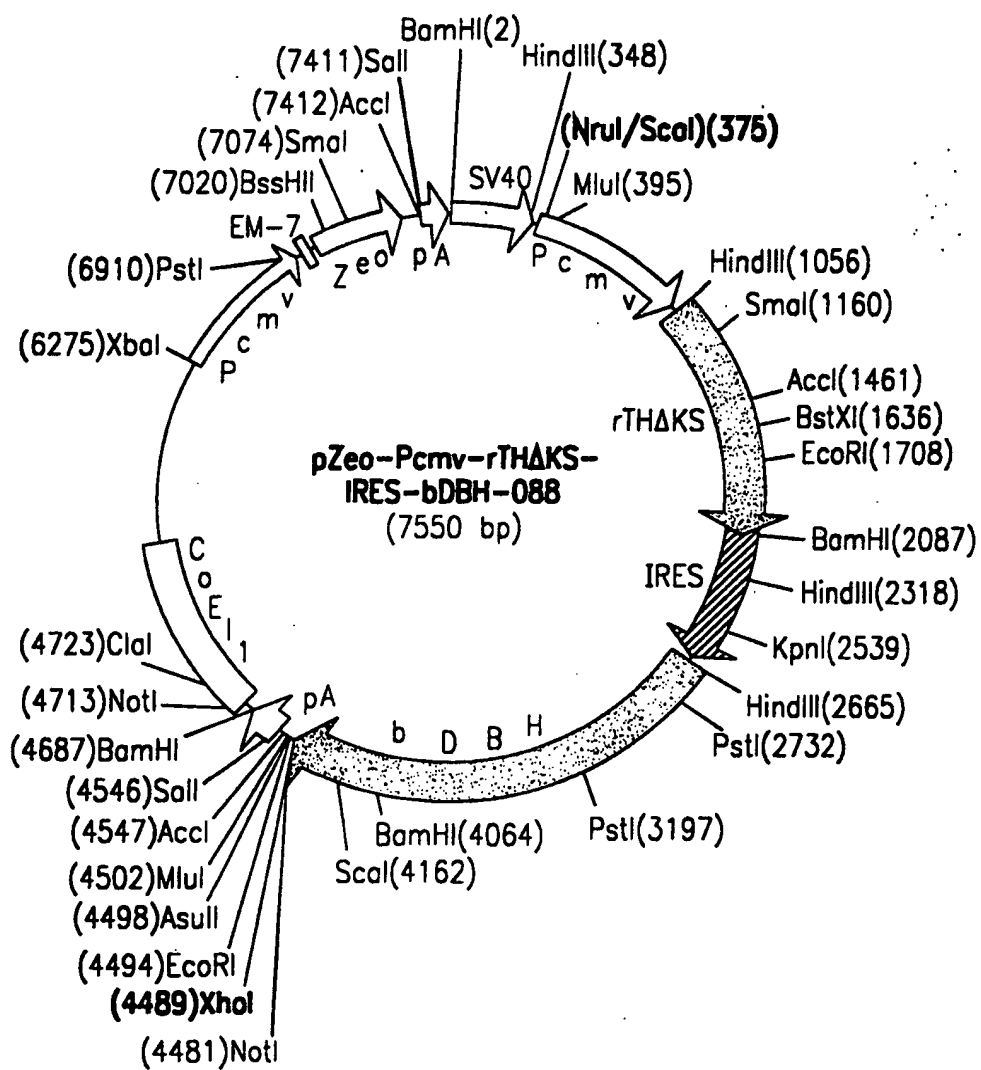 BamHI(2)
HindIII(348)
(7411)SalI
(7412)AccI
(NruI/ScaI)(375)
(7074)SmaI
SV40
MluI(395)
(7020)BssHII
EM-7
Zeo
pA
Pcmv
(6910)PstI
HindIII(1056)
SmaI(1160)
Pcmv
(6275)XbaI
AccI(1461)
rTHΔKS
BstXI(1636)
EcoRI(1708)
pZeo-Pcmv-rTHΔKS-
IRES-bDBH-088
(7550 bp)
BamHI(2087)
IRES
HindIII(2318)
CoEI1
KpnI(2539)
(4723)ClaI
(4713)NotI
pA
HindIII(2665)
bDBH
PstI(2732)
(4687)BamHI
(4546)SalI
(4547)AccI
BamHI(4064)
PstI(3197)
ScaI(4162)
(4502)MluI
(4498)AsuII
(4494)EcoRI
(4489)XhoI
(4481)NotI